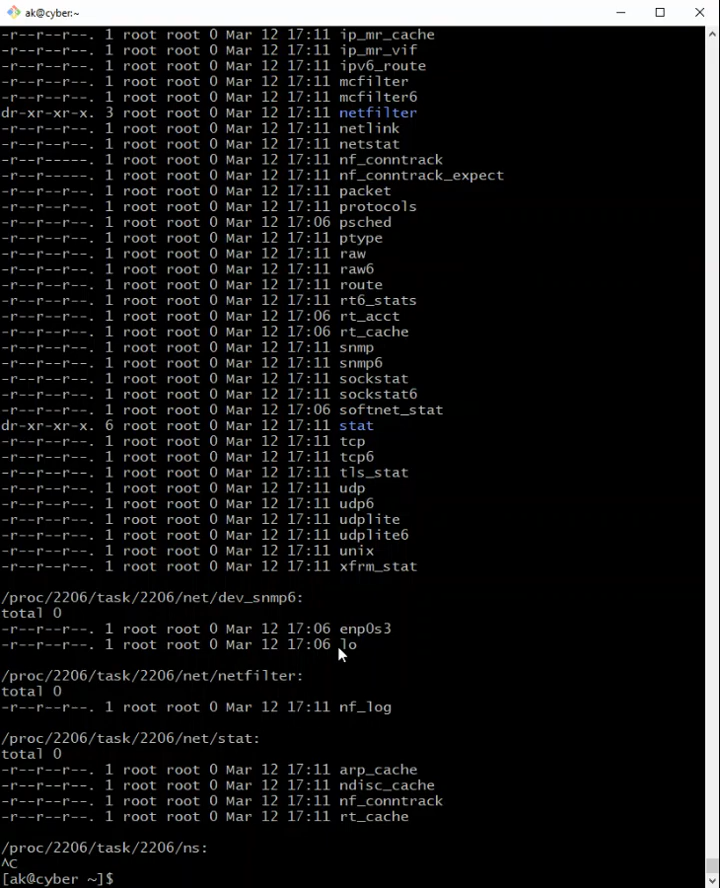 ak@cyber:~
-r--r--r--. 1 root root 0 Mar 12 17:11 ip_mr_cache
-r--r--r--. 1 root root 0 Mar 12 17:11 ip_mr_vif
-r--r--r--. 1 root root 0 Mar 12 17:11 ipv6_route
-r--r--r--. 1 root root 0 Mar 12 17:11 mcfilter
-r--r--r--. 1 root root 0 Mar 12 17:11 mcfilter6
dr-xr-xr-x. 3 root root 0 Mar 12 17:11 netfilter
-r--r--r--. 1 root root 0 Mar 12 17:11 netlink
-r--r--r--. 1 root root 0 Mar 12 17:11 netstat
-r--r-----. 1 root root 0 Mar 12 17:11 nf_conntrack
-r--r-----. 1 root root 0 Mar 12 17:11 nf_conntrack_expect
-r--r--r--. 1 root root 0 Mar 12 17:11 packet
-r--r--r--. 1 root root 0 Mar 12 17:11 protocols
-r--r--r--. 1 root root 0 Mar 12 17:06 psched
-r--r--r--. 1 root root 0 Mar 12 17:11 ptype
-r--r--r--. 1 root root 0 Mar 12 17:11 raw
-r--r--r--. 1 root root 0 Mar 12 17:11 raw6
-r--r--r--. 1 root root 0 Mar 12 17:11 route
-r--r--r--. 1 root root 0 Mar 12 17:11 rt6_stats
-r--r--r--. 1 root root 0 Mar 12 17:06 rt_acct
-r--r--r--. 1 root root 0 Mar 12 17:06 rt_cache
-r--r--r--. 1 root root 0 Mar 12 17:11 snmp
-r--r--r--. 1 root root 0 Mar 12 17:11 snmp6
-r--r--r--. 1 root root 0 Mar 12 17:11 sockstat
-r--r--r--. 1 root root 0 Mar 12 17:11 sockstat6
-r--r--r--. 1 root root 0 Mar 12 17:06 softnet_stat
dr-xr-xr-x. 6 root root 0 Mar 12 17:11 stat
-r--r--r--. 1 root root 0 Mar 12 17:11 tcp
-r--r--r--. 1 root root 0 Mar 12 17:11 tcp6
-r--r--r--. 1 root root 0 Mar 12 17:11 tls_stat
-r--r--r--. 1 root root 0 Mar 12 17:11 udp
-r--r--r--. 1 root root 0 Mar 12 17:11 udp6
-r--r--r--. 1 root root 0 Mar 12 17:11 udplite
-r--r--r--. 1 root root 0 Mar 12 17:11 udplite6
-r--r--r--. 1 root root 0 Mar 12 17:11 unix
-r--r--r--. 1 root root 0 Mar 12 17:11 xfrm_stat
/proc/2206/task/2206/net/dev_snmp6:
total 0
-r--r--r--. 1 root root 0 Mar 12 17:06 enp0s3
-r--r--r--. 1 root root 0 Mar 12 17:06 lo
/proc/2206/task/2206/net/netfilter:
total 0
-r--r--r--. 1 root root 0 Mar 12 17:11 nf_log
/proc/2206/task/2206/net/stat:
total 0
-r--r--r--. 1 root root 0 Mar 12 17:11 arp_cache
-r--r--r--. 1 root root 0 Mar 12 17:11 ndisc_cache
-r--r--r--. 1 root root 0 Mar 12 17:11 nf_conntrack
-r--r--r--. 1 root root 0 Mar 12 17:11 rt_cache
/proc/2206/task/2206/ns:
^C
[ak@cyber ~]$